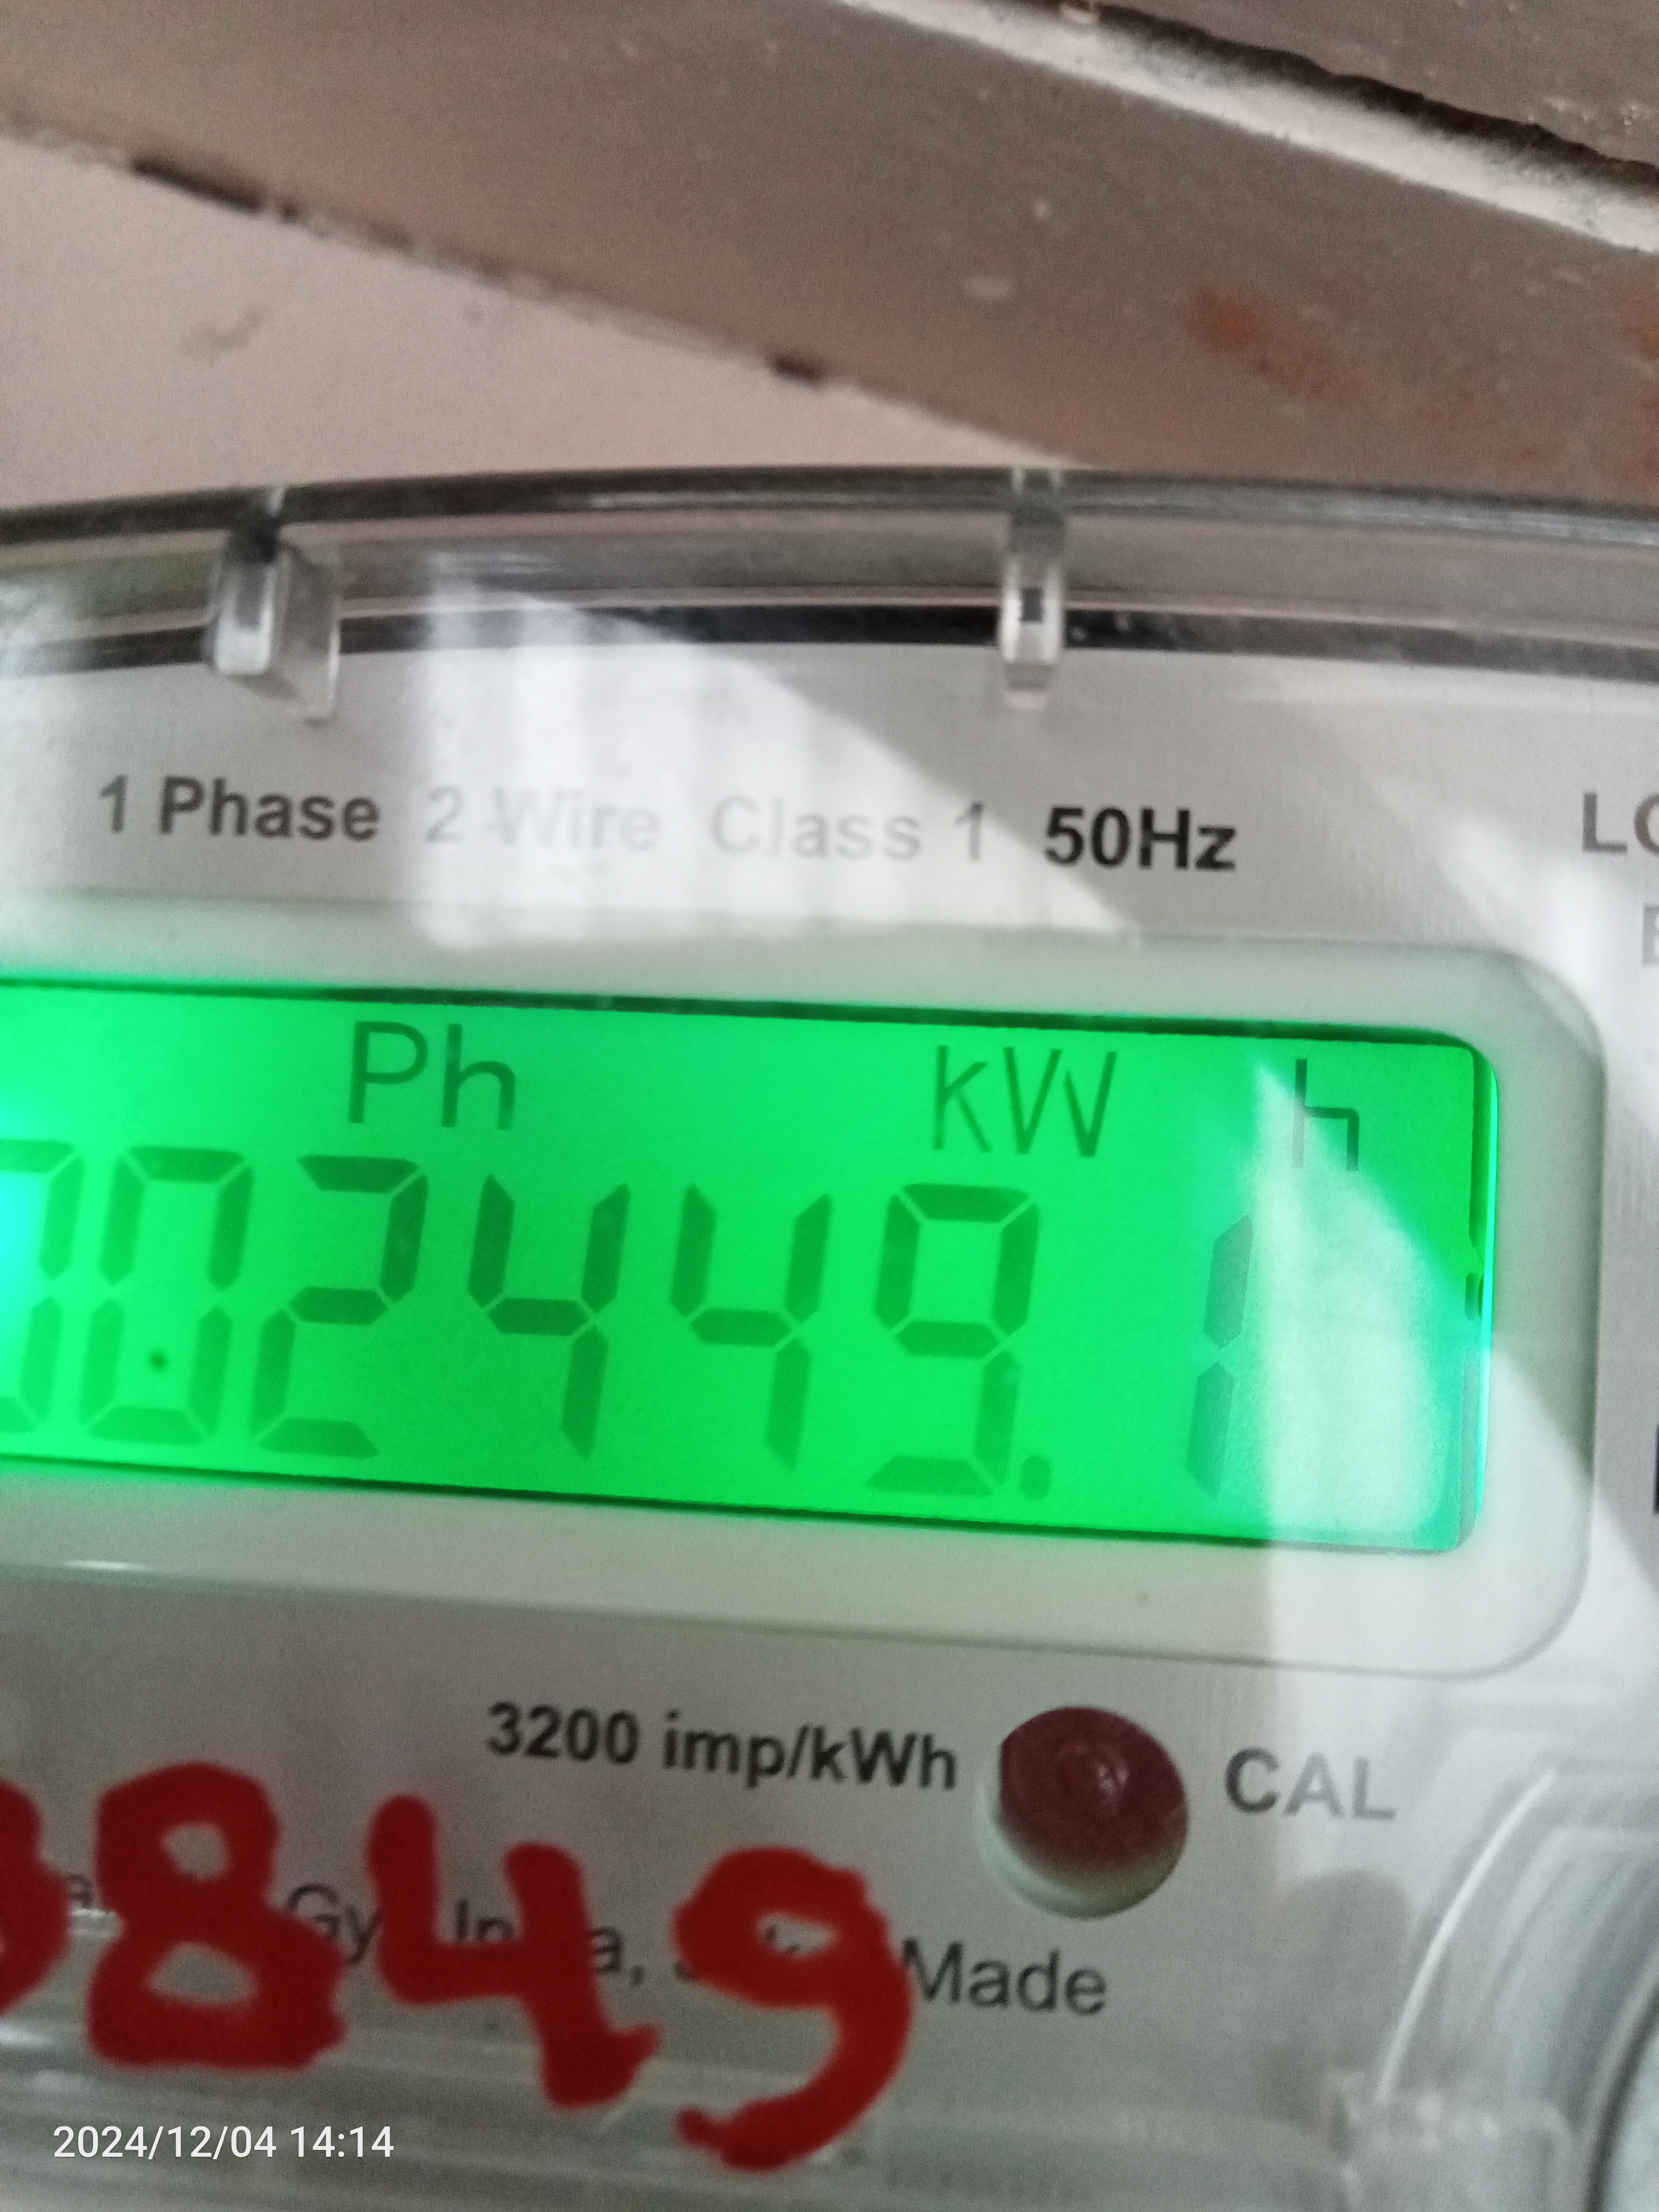 1 Phase 2 Wire Class 1 50Hz
Ph kW h
002449.1
3200 imp/kWh CAL
849
Made
2024/12/04 14:14